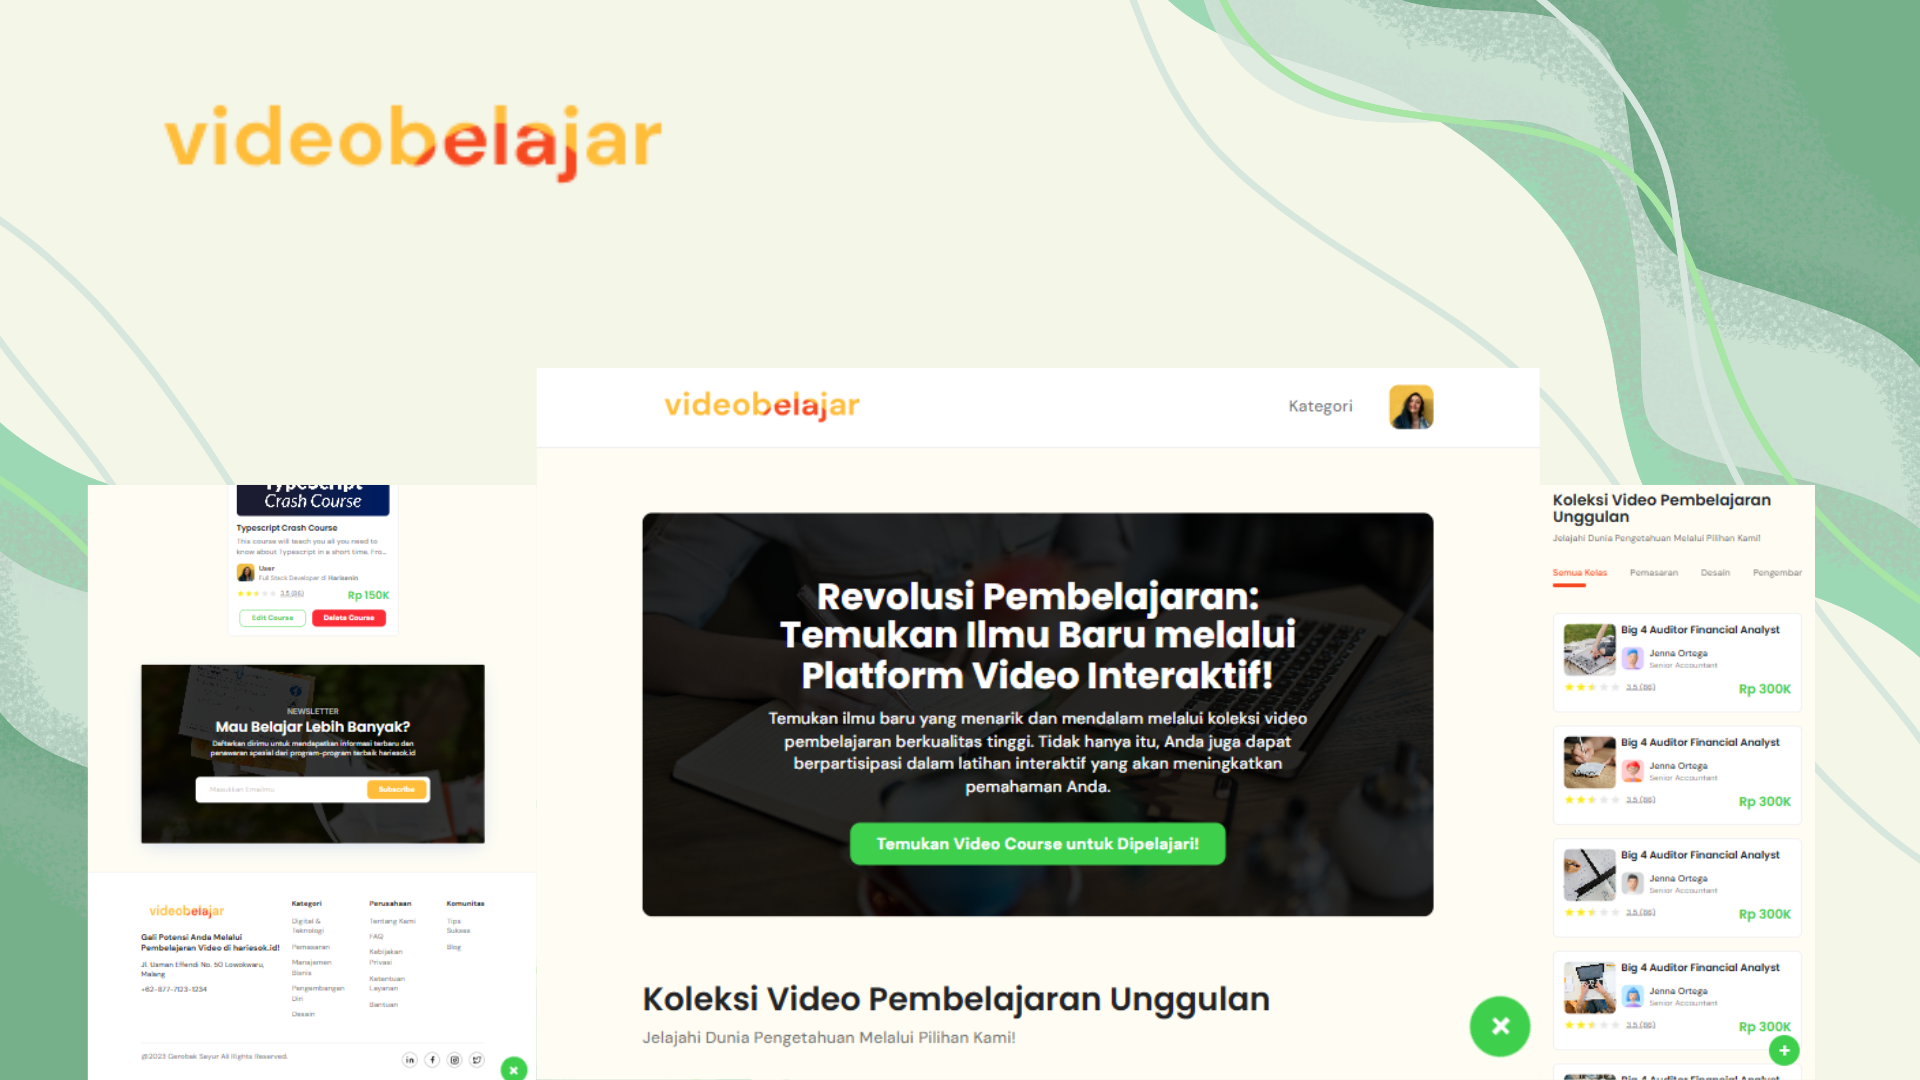 videobelajar
Typescript
Crash Course
Typescript Crash Course
This course will teach you all you need to
know about Typescript in a short time. Fro...
User
Full Stack Developer di Harisenin
3.5 (86)
Rp 150K
Edit Course
Delete Course
NEWSLETTER
Mau Belajar Lebih Banyak?
Daftarkan dirimu untuk mendapatkan informasi terbaru dan
penawaran spesial dari program-program terbaik hariesok.id
Masukkan Emailmu
Subscribe
videobelajar
Gali Potensi Anda Melalui
Pembelajaran Video di hariesok.id!
Jl. Usman Effendi No. 50 Lowokwaru,
Malang
+62-877-7123-1234
Kategori
Digital &
Teknologi
Pemasaran
Manajemen
Bisnis
Pengembangan
Diri
Desain
Perusahaan
Tentang Kami
FAQ
Kebijakan
Privasi
Ketentuan
Layanan
Bantuan
Komunitas
Tips
Sukses
Blog
@2023 Gerobak Sayur All Rights Reserved.
videobelajar
Kategori
Revolusi Pembelajaran:
Temukan Ilmu Baru melalui
Platform Video Interaktif!
Temukan ilmu baru yang menarik dan mendalam melalui koleksi video
pembelajaran berkualitas tinggi. Tidak hanya itu, Anda juga dapat
berpartisipasi dalam latihan interaktif yang akan meningkatkan
pemahaman Anda.
Temukan Video Course untuk Dipelajari!
Koleksi Video Pembelajaran Unggulan
Jelajahi Dunia Pengetahuan Melalui Pilihan Kami!
Koleksi Video Pembelajaran
Unggulan
Jelajahi Dunia Pengetahuan Melalui Pilihan Kami!
Semua Kelas
Pemasaran
Desain
Pengembar
Big 4 Auditor Financial Analyst
Jenna Ortega
Senior Accountant
3.5 (86)
Rp 300K
Big 4 Auditor Financial Analyst
Jenna Ortega
Senior Accountant
3.5 (86)
Rp 300K
Big 4 Auditor Financial Analyst
Jenna Ortega
Senior Accountant
3.5 (86)
Rp 300K
Big 4 Auditor Financial Analyst
Jenna Ortega
Senior Accountant
3.5 (86)
Rp 300K
Big 4 Auditor Financial Analyst